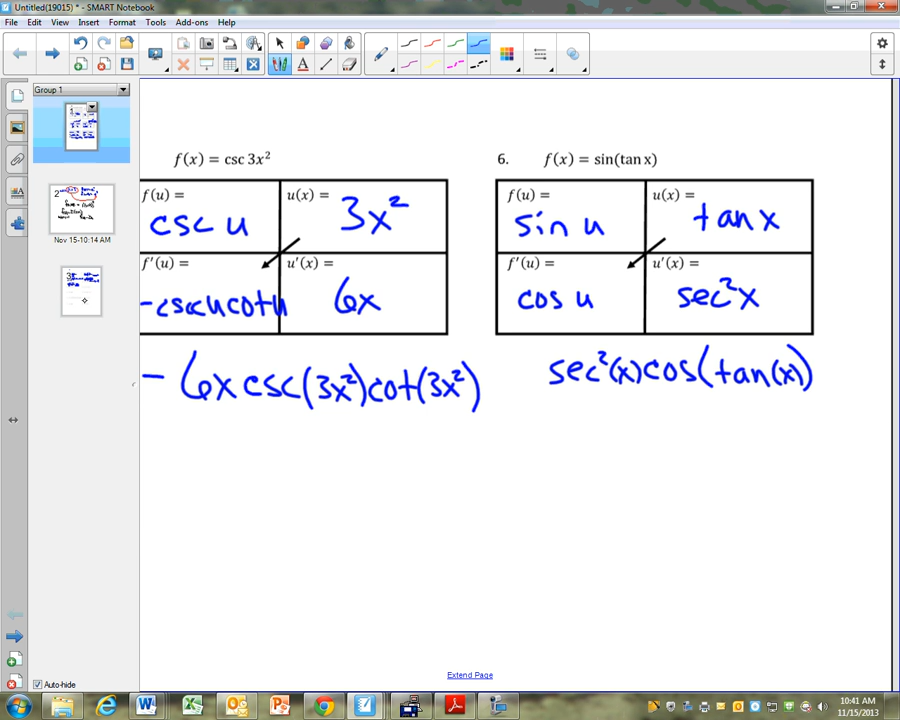 Untitled(19015) * - SMART Notebook
File Edit View Insert Format Tools Add-ons Help
Group 1
Nov 15-10:14 AM
f(x) = csc 3x²
f(u) =
csc u
u(x) =
3x²
f'(u) =
-cscucotu
u'(x) =
6x
- 6x csc(3x²)cot(3x²)
6. f(x) = sin(tan x)
f(u) =
sin u
u(x) =
tan x
f'(u) =
cos u
u'(x) =
sec²x
sec²(x)cos(tan(x))
Extend Page
Auto-hide
10:41 AM
11/15/2013